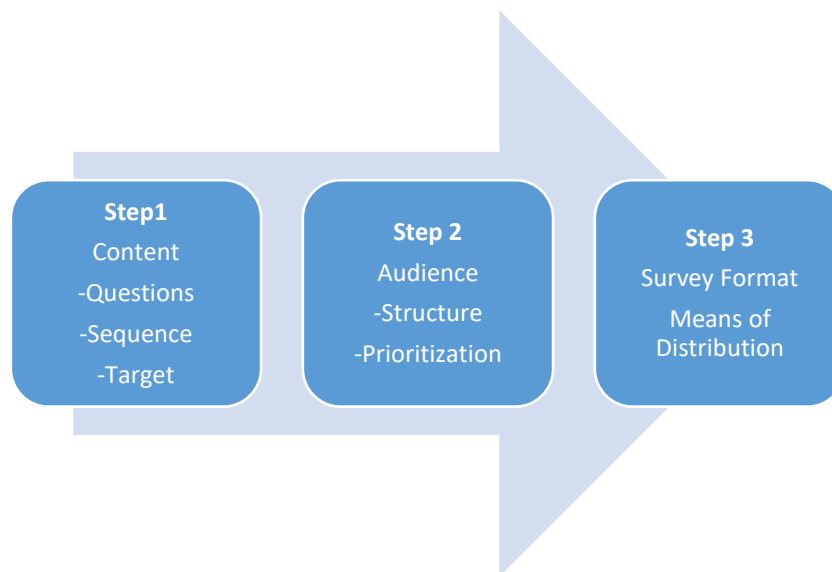 Step1
Content
-Questions
-Sequence
-Target
Step 2
Audience
-Structure
-Prioritization
Step 3
Survey Format
Means of
Distribution